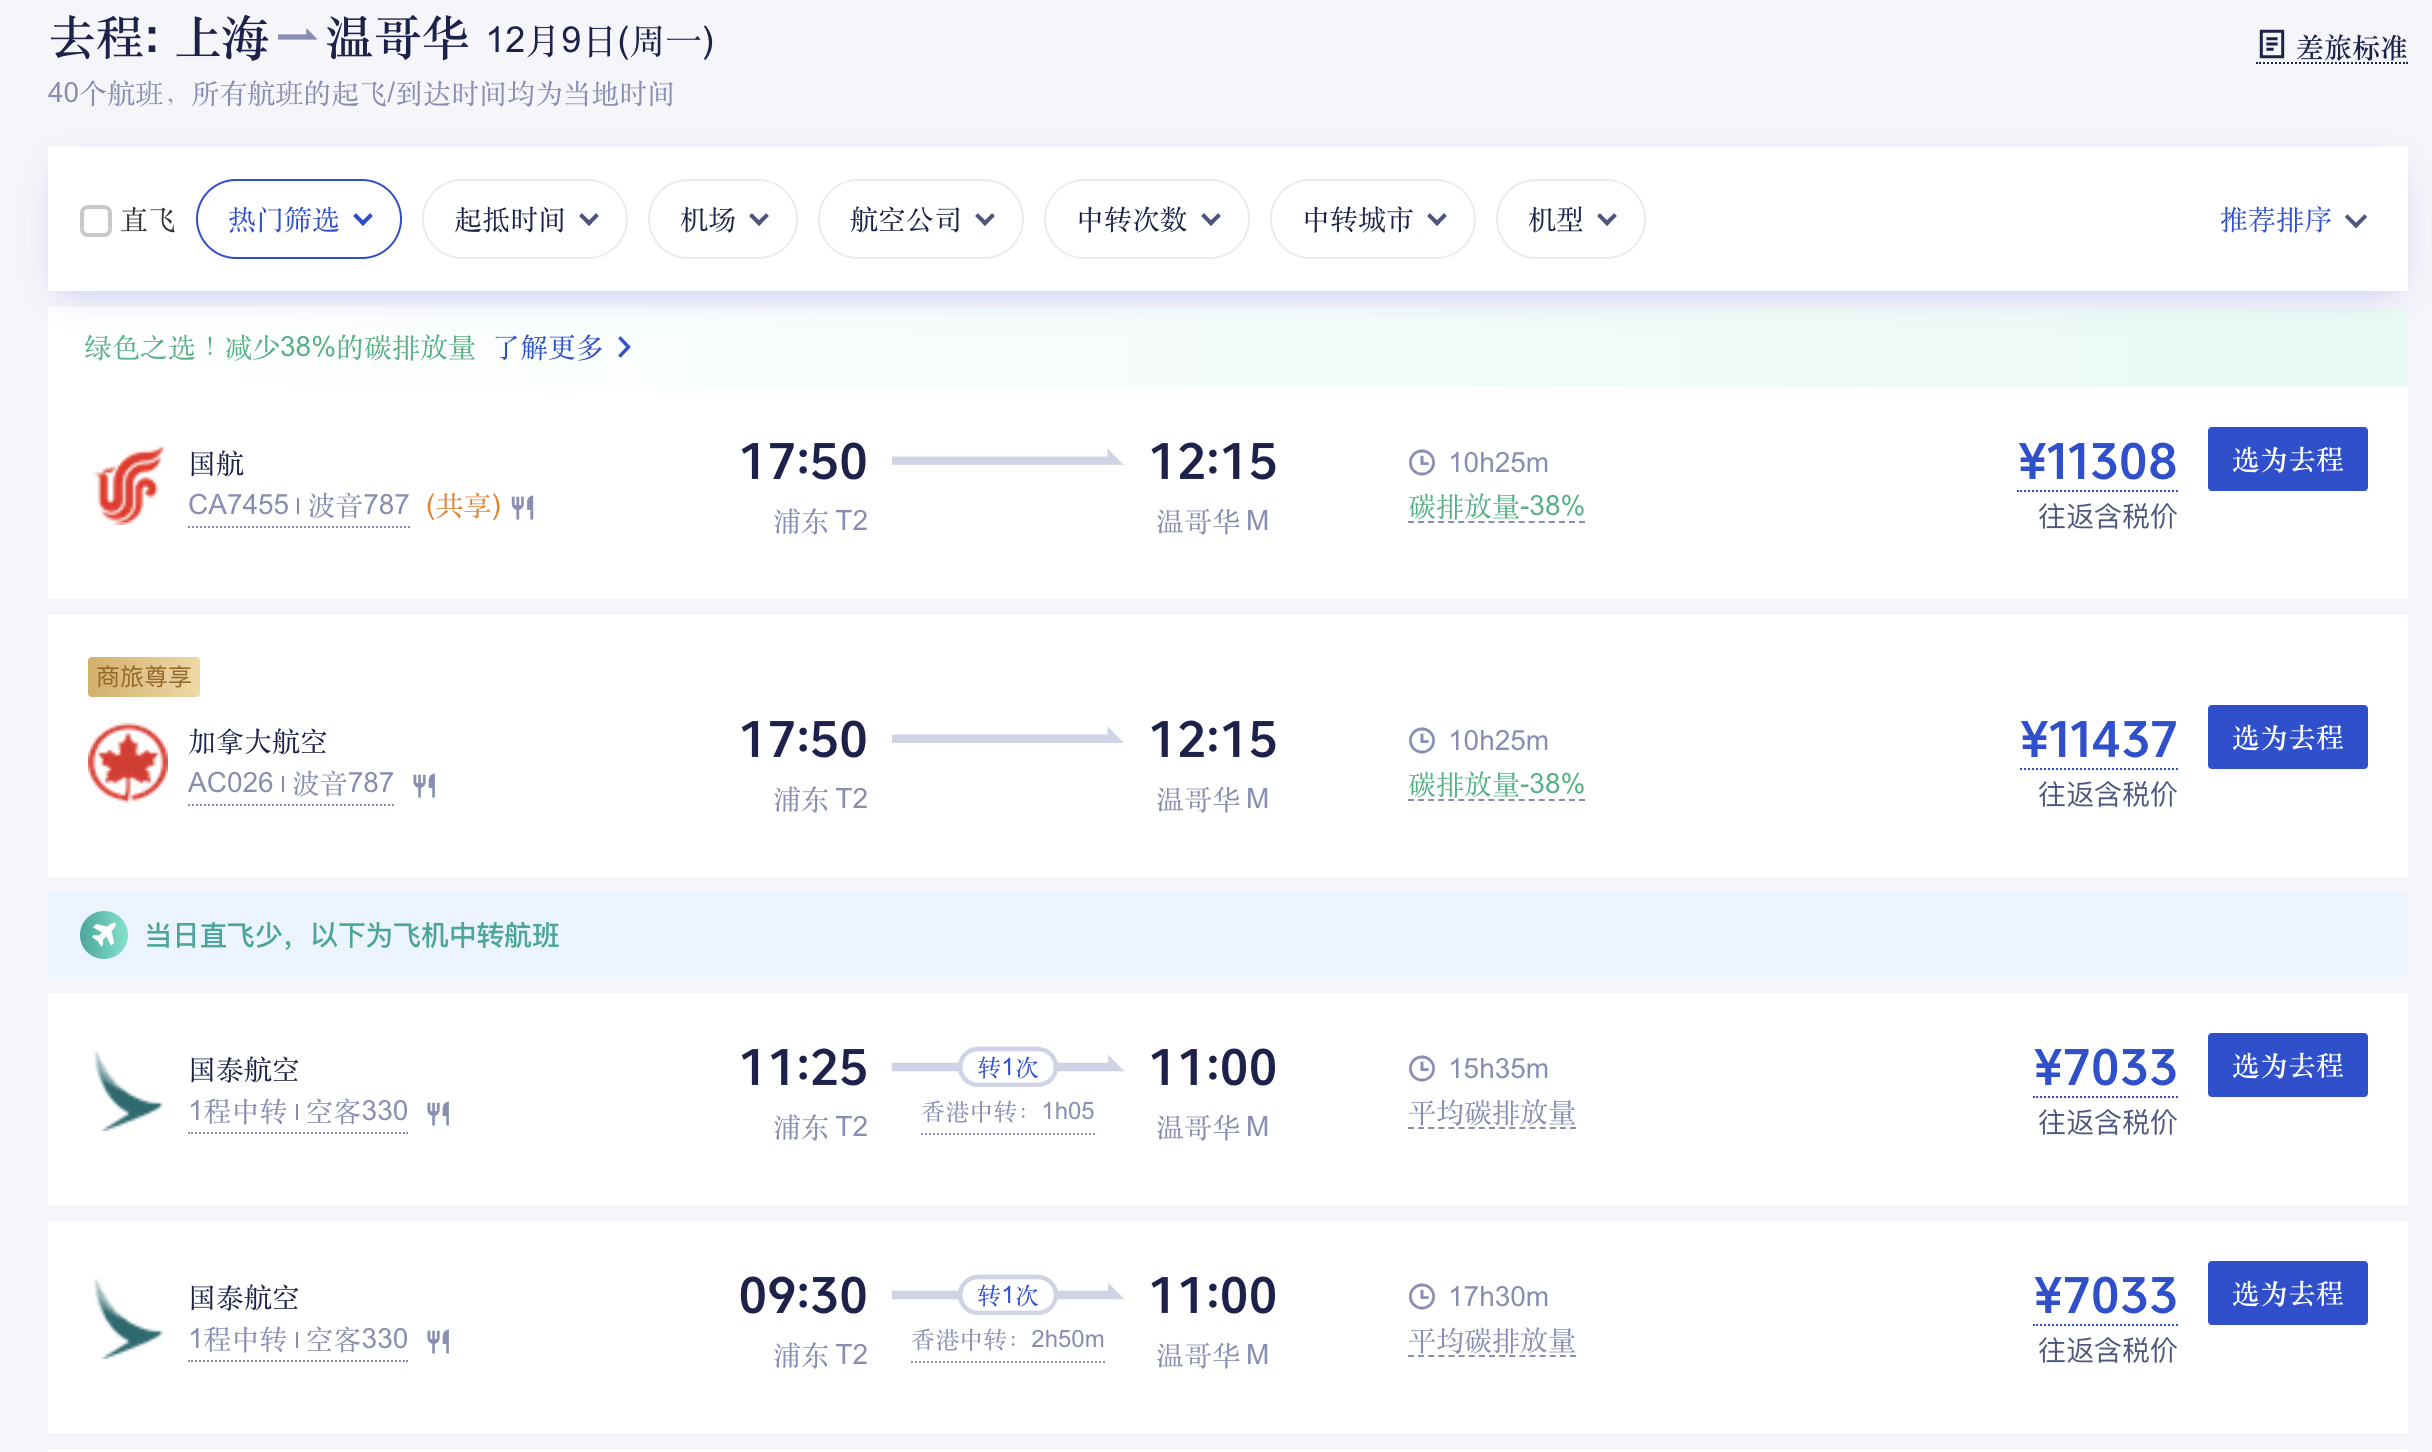 去程: 上海 温哥华 12月9日(周一)
差旅标准
40个航班，所有航班的起飞/到达时间均为当地时间
直飞 热门筛选 起抵时间 机场 航空公司 中转次数 中转城市 机型 推荐排序
绿色之选！减少38%的碳排放量 了解更多
国航
CA7455 | 波音787 (共享)
17:50 12:15
浦东 T2 温哥华 M
10h25m
碳排放量-38%
¥11308
往返含税价
选为去程
商旅尊享
加拿大航空
AC026 | 波音787
17:50 12:15
浦东 T2 温哥华 M
10h25m
碳排放量-38%
¥11437
往返含税价
选为去程
当日直飞少，以下为飞机中转航班
国泰航空
1程中转 | 空客330
11:25 转1次 11:00
浦东 T2 香港中转：1h05 温哥华 M
15h35m
平均碳排放量
¥7033
往返含税价
选为去程
国泰航空
1程中转 | 空客330
09:30 转1次 11:00
浦东 T2 香港中转：2h50m 温哥华 M
17h30m
平均碳排放量
¥7033
往返含税价
选为去程